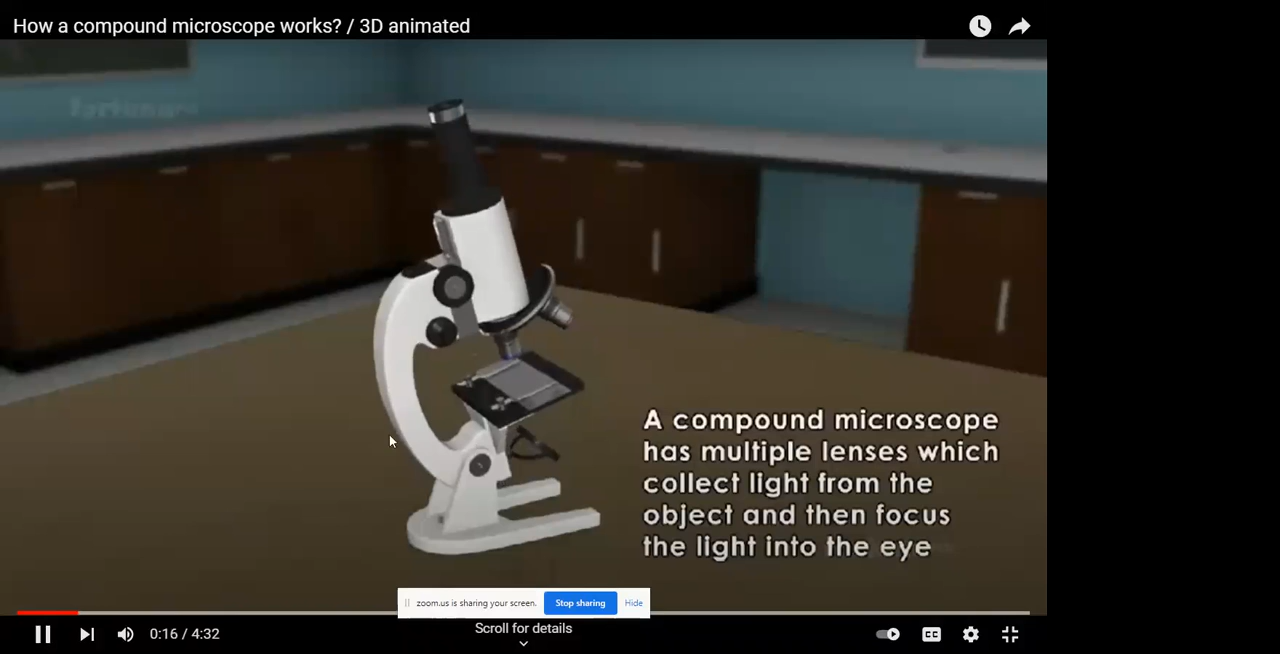 How a compound microscope works? / 3D animated
A compound microscope
has multiple lenses which
collect light from the
object and then focus
the light into the eye
zoom.us is sharing your screen. Stop sharing Hide
0:16 / 4:32
Scroll for details
CC